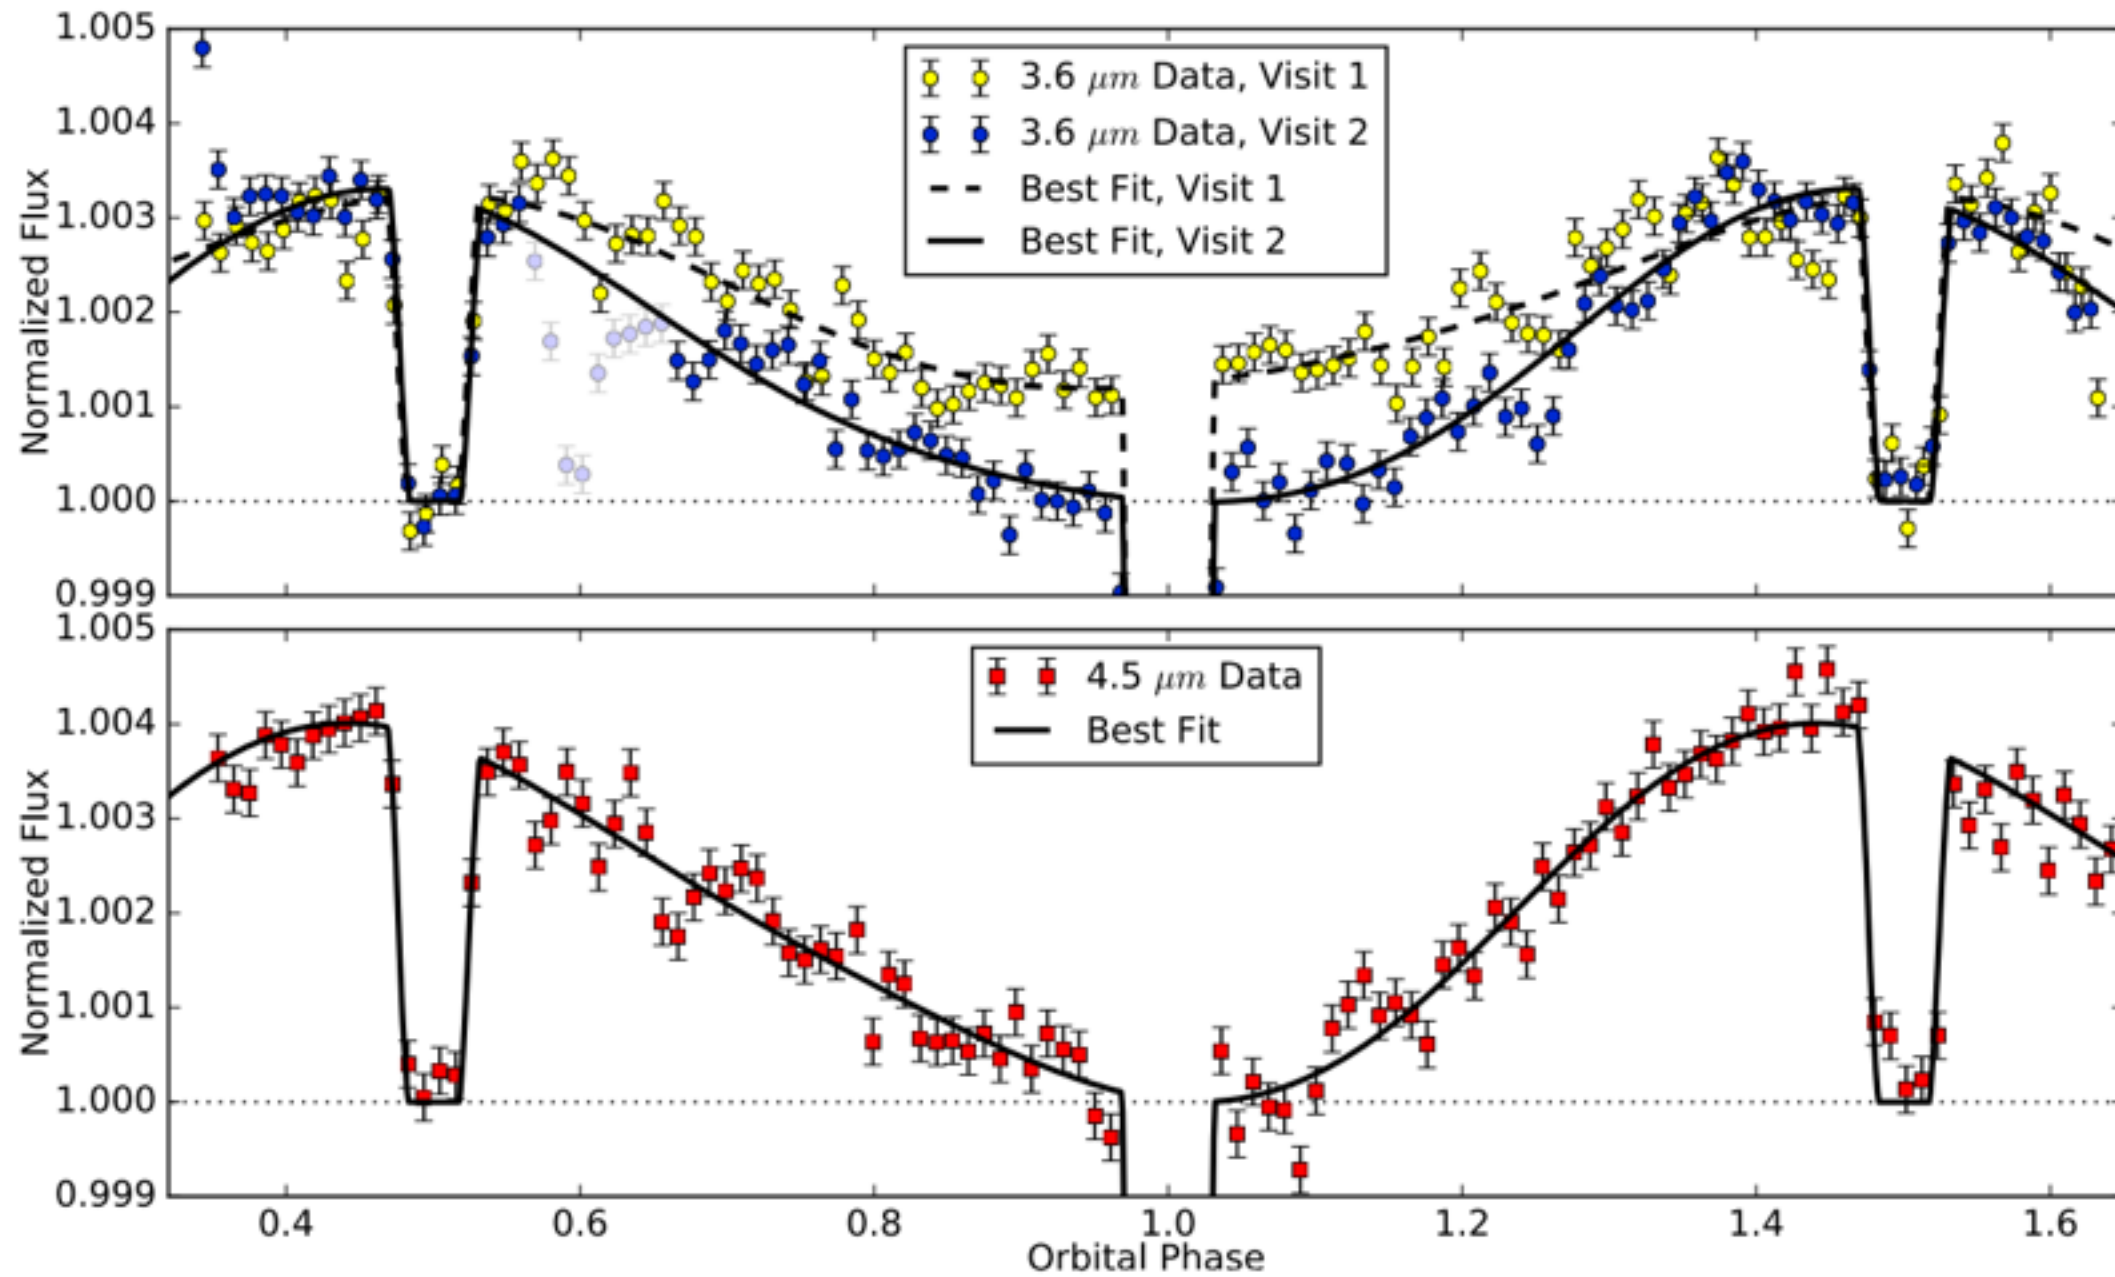 1.005
1.004
1.003
1.002
1.001
1.000
0.999
Normalized Flux
3.6 μm Data, Visit 1
3.6 μm Data, Visit 2
Best Fit, Visit 1
Best Fit, Visit 2
1.005
1.004
1.003
1.002
1.001
1.000
0.999
Normalized Flux
4.5 μm Data
Best Fit
0.4 0.6 0.8 1.0 1.2 1.4 1.6
Orbital Phase